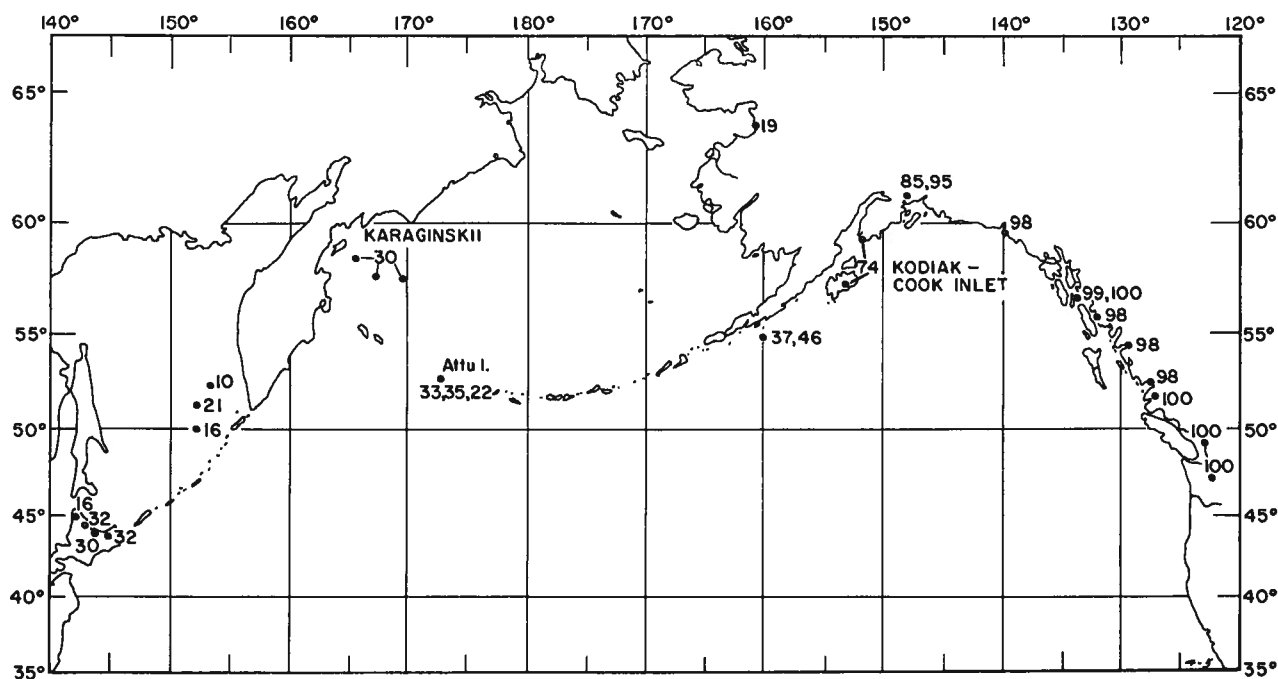 140° 150° 160° 170° 180° 170° 160° 150° 140° 130° 120°
65° 65°
19
85,95
60° 98 60°
KARAGINSKII
30
74 KODIAK –
COOK INLET
99,100
98
55° 37,46 55°
98
Attu I.
10 33,35,22 98
21 100
50° 16 100 50°
100
16
45° 32 45°
30 32
40° 40°
35° 35°